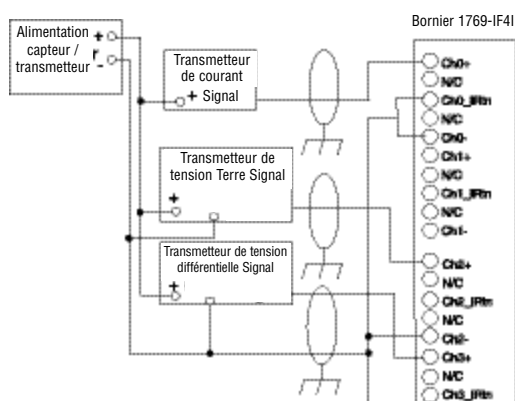 Bornier 1769-IF4I
Alimentation
capteur /
transmetteur
+
-
Transmetteur
de courant
+ Signal
Transmetteur de
tension Terre Signal
+
Transmetteur de tension
différentielle Signal
+
Ch0+
N/C
Ch0_iRtn
N/C
Ch0-
Ch1+
N/C
Ch1_iRtn
N/C
Ch1-
Ch2+
N/C
Ch2_iRtn
N/C
Ch2-
Ch3+
N/C
Ch3_iRtn